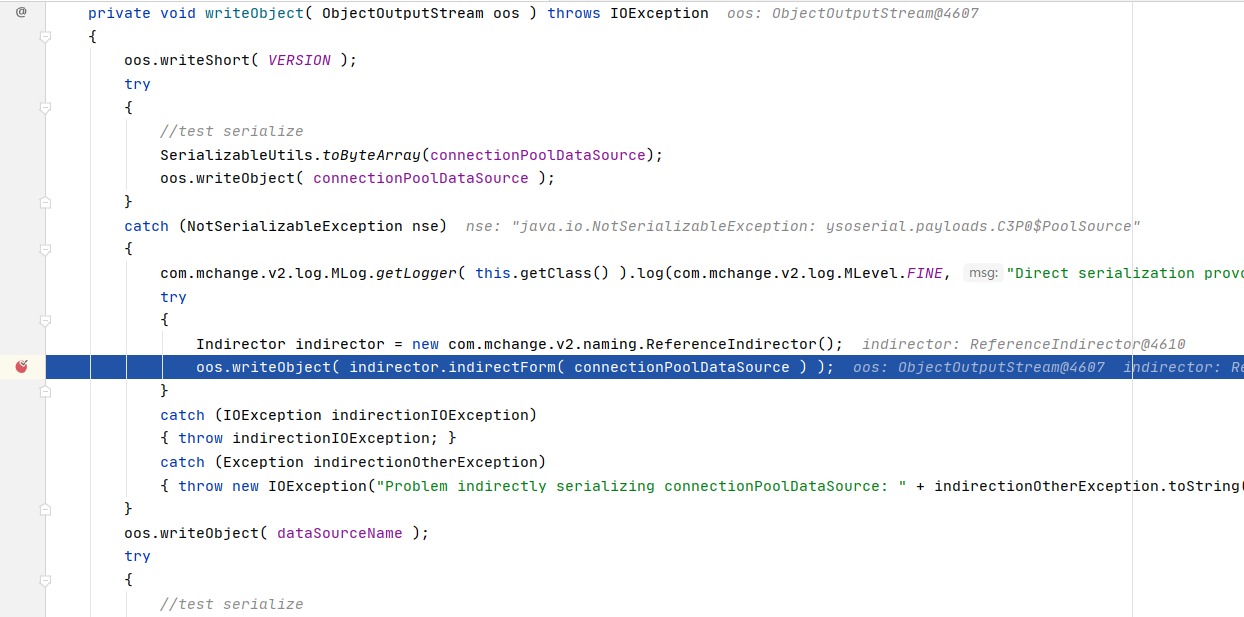 @ private void writeObject( ObjectOutputStream oos ) throws IOException oos: ObjectOutputStream@4607
{
oos.writeShort( VERSION );
try
{
//test serialize
SerializableUtils.toByteArray(connectionPoolDataSource);
oos.writeObject( connectionPoolDataSource );
}
catch (NotSerializableException nse) nse: "java.io.NotSerializableException: ysoserial.payloads.C3P0$PoolSource"
{
com.mchange.v2.log.MLog.getLogger( this.getClass() ).log(com.mchange.v2.log.MLevel.FINE, msg: "Direct serialization
try
{
Indirector indirector = new com.mchange.v2.naming.ReferenceIndirector(); indirector: ReferenceIndirector@4610
oos.writeObject( indirector.indirectForm( connectionPoolDataSource ) ); oos: ObjectOutputStream@4607 indirector:
}
catch (IOException indirectionIOException)
{ throw indirectionIOException; }
catch (Exception indirectionOtherException)
{ throw new IOException("Problem indirectly serializing connectionPoolDataSource: " + indirectionOtherException.toString(
}
oos.writeObject( dataSourceName );
try
{
//test serialize